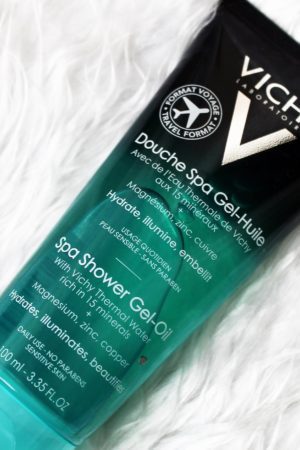 VICH
LABORATOIRE
FORMAT VOYAGE
TRAVEL FORMAT
Douche Spa Gel-Huile
Avec de l'Eau Thermale de Vichy
aux 15 minéraux
+
Magnésium, zinc, cuivre
Hydrate, illumine, embellit
USAGE QUOTIDIEN
PEAU SENSIBLE - SANS PARABEN
Spa Shower Gel-Oil
With Vichy Thermal Water
rich in 15 minerals
+
Magnesium, zinc, copper
Hydrates, illuminates, beautifies
DAILY USE - NO PARABENS
SENSITIVE SKIN
100 ml - 3.35 FL.OZ